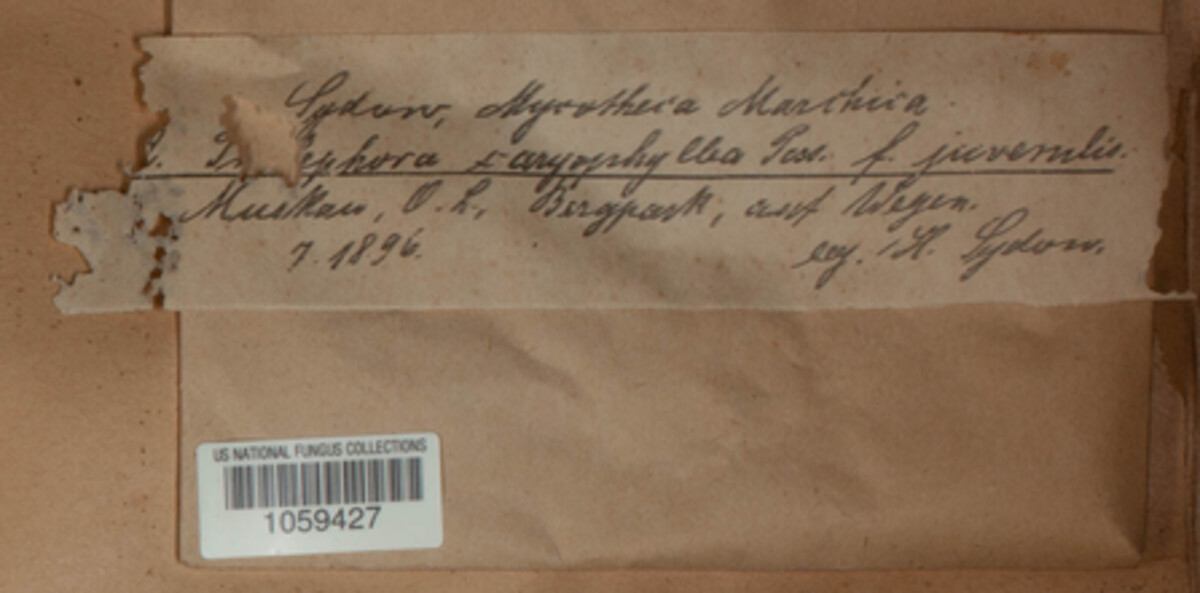 Sydow, Mycotheca Marchica.
caryophyllea Pers. f. juvenilis.
Muskau, O. L., Bergpark, auf Wegen.
7. 1896.
leg. H. Sydow.
US NATIONAL FUNGUS COLLECTIONS
1059427